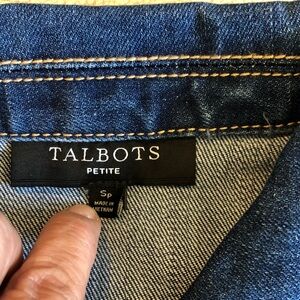 TALBOTS
PETITE
Sp
MADE IN
VIETNAM